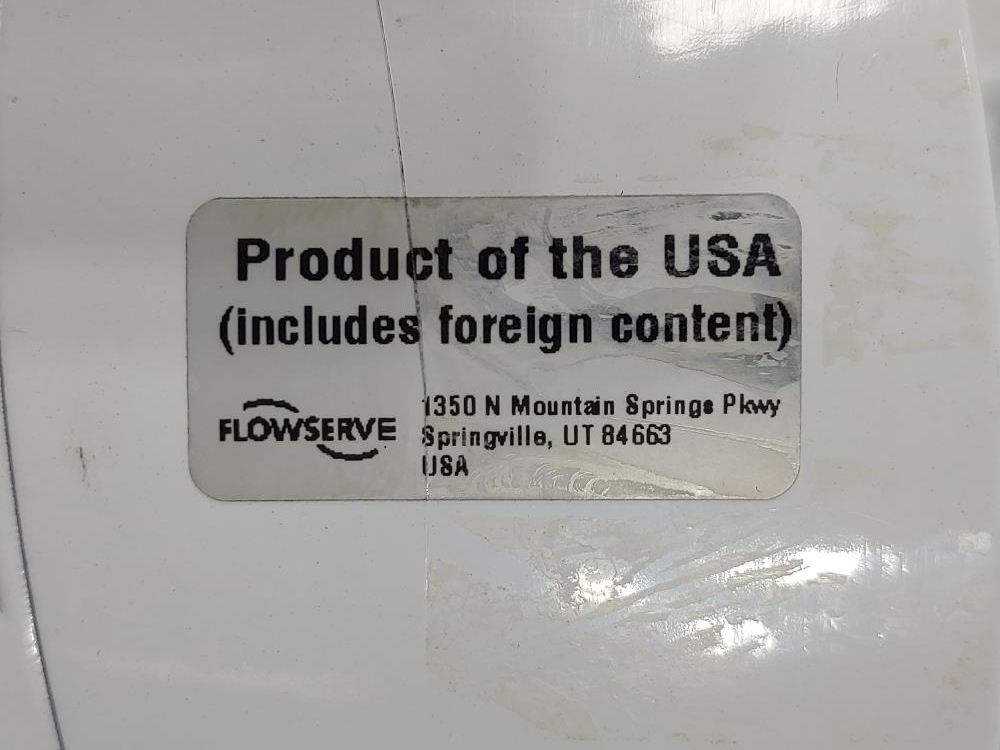 Product of the USA
(includes foreign content)
FLOWSERVE
1350 N Mountain Springs Pkwy
Springville, UT 84663
USA